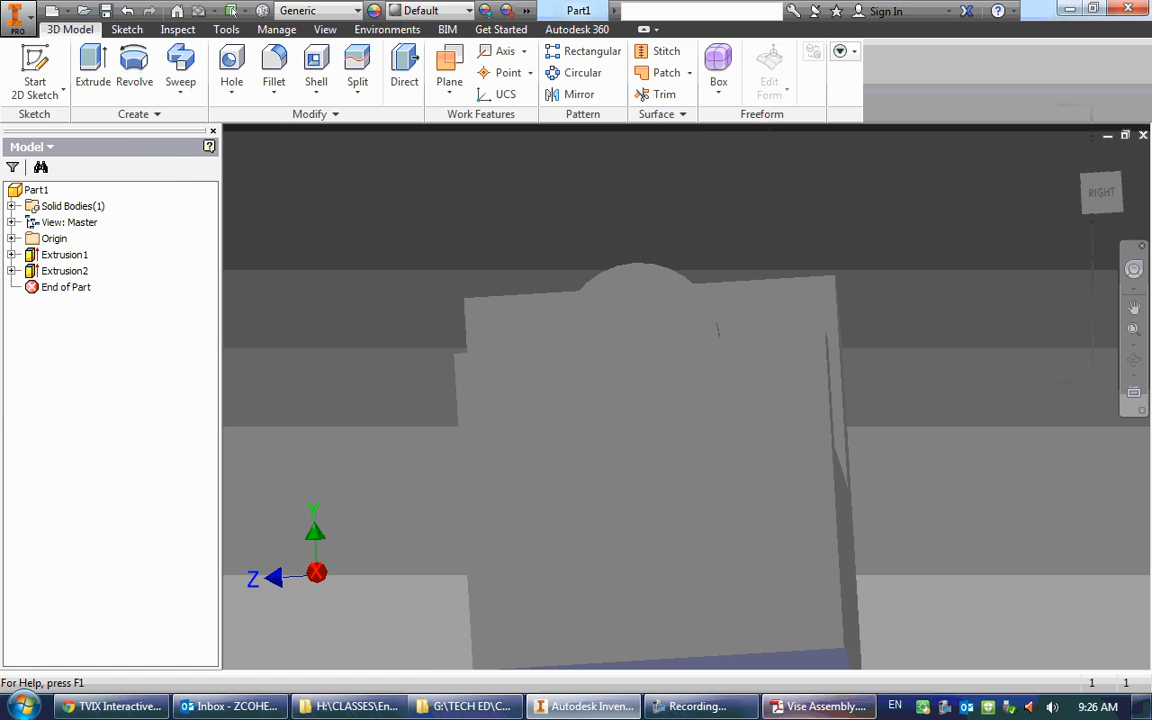 Generic
Default
Part1
Sign In
PRO
3D Model
Sketch
Inspect
Tools
Manage
View
Environments
BIM
Get Started
Autodesk 360
Start
2D Sketch
Extrude
Revolve
Sweep
Hole
Fillet
Shell
Split
Direct
Plane
Axis
Point
UCS
Rectangular
Circular
Mirror
Stitch
Patch
Trim
Box
Edit
Form
Sketch
Create
Modify
Work Features
Pattern
Surface
Freeform
Model
Part1
Solid Bodies(1)
View: Master
Origin
Extrusion1
Extrusion2
End of Part
RIGHT
Y
Z
X
For Help, press F1
1
1
TVIX Interactive...
Inbox - ZCOHE...
H:\CLASSES\En...
G:\TECH ED\C...
Autodesk Inven...
Recording...
Vise Assembly....
EN
9:26 AM